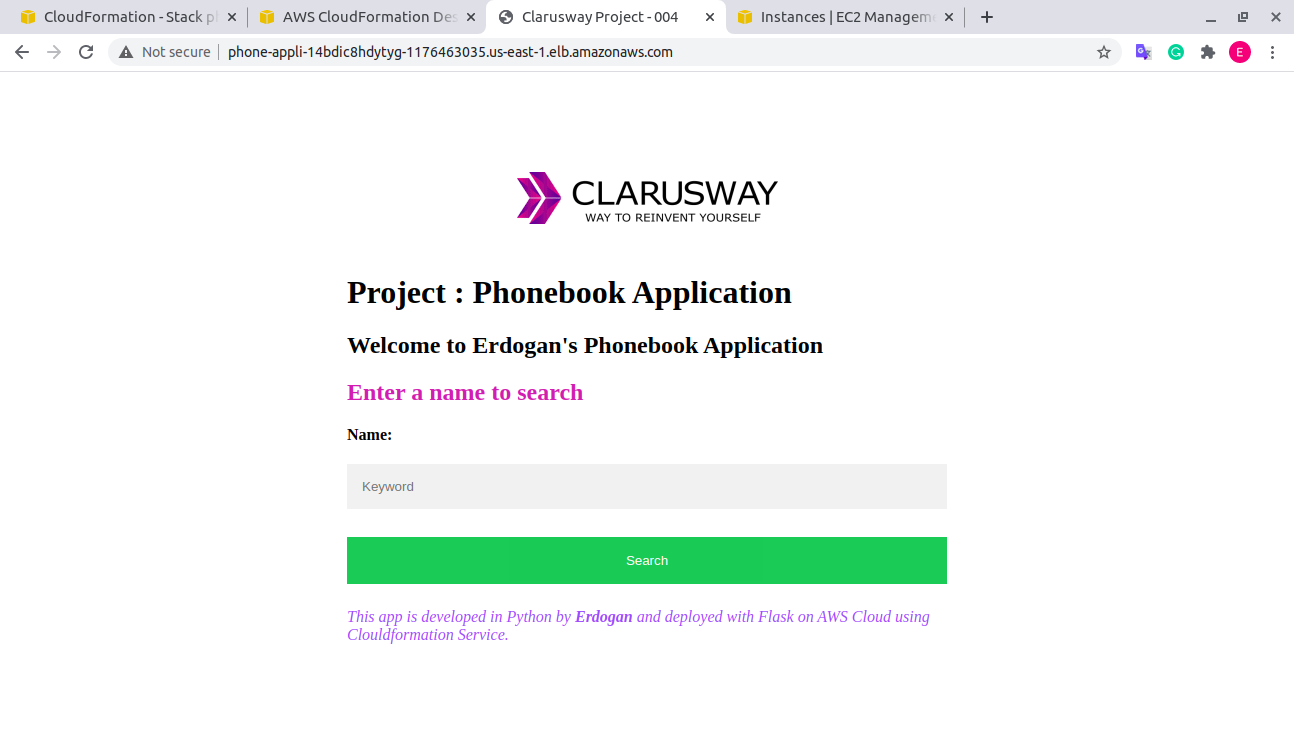 CloudFormation - Stack p
AWS CloudFormation Des
Clarusway Project - 004
Instances | EC2 Managem
Not secure
phone-appli-14bdic8hdytyg-1176463035.us-east-1.elb.amazonaws.com
E
CLARUSWAY
WAY TO REINVENT YOURSELF
Project : Phonebook Application
Welcome to Erdogan's Phonebook Application
Enter a name to search
Name:
Keyword
Search
This app is developed in Python by Erdogan and deployed with Flask on AWS Cloud using
Clouldformation Service.